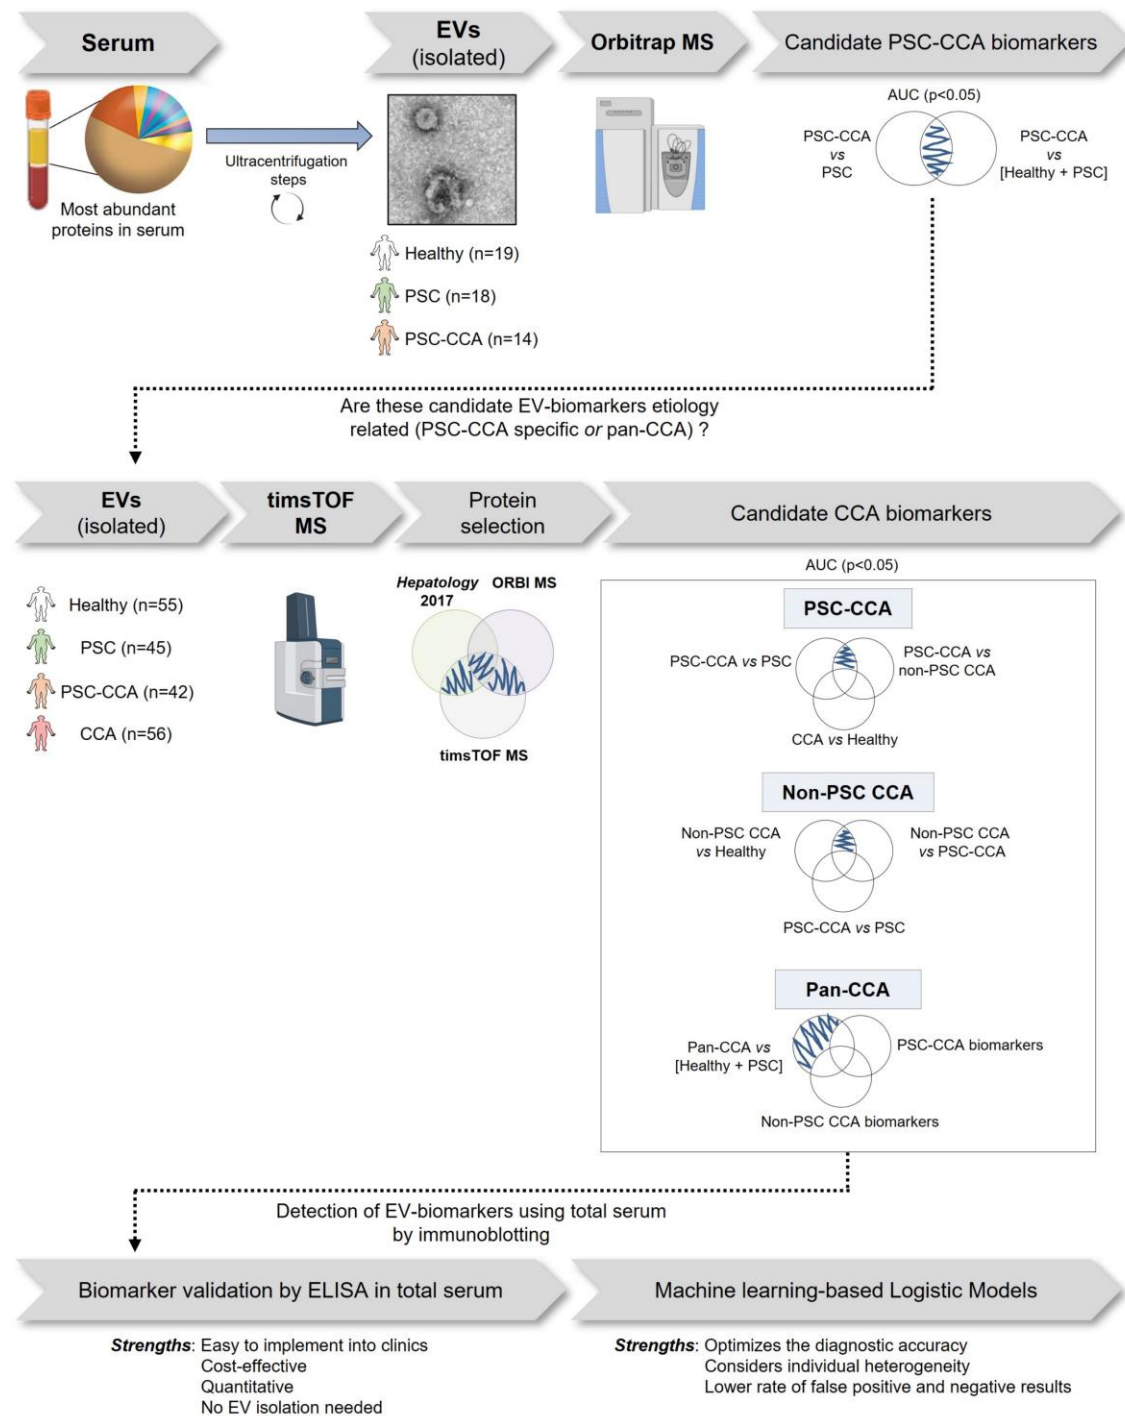 Serum
EVs
(isolated)
Orbitrap MS
Candidate PSC-CCA biomarkers
Most abundant
proteins in serum
Ultracentrifugation
steps
Healthy (n=19)
PSC (n=18)
PSC-CCA (n=14)
AUC (p<0.05)
PSC-CCA
vs
PSC
PSC-CCA
vs
[Healthy + PSC]
Are these candidate EV-biomarkers etiology
related (PSC-CCA specific or pan-CCA) ?
EVs
(isolated)
timsTOF
MS
Protein
selection
Candidate CCA biomarkers
Healthy (n=55)
PSC (n=45)
PSC-CCA (n=42)
CCA (n=56)
Hepatology
2017
ORBI MS
timsTOF MS
AUC (p<0.05)
PSC-CCA
PSC-CCA vs PSC
PSC-CCA vs
non-PSC CCA
CCA vs Healthy
Non-PSC CCA
Non-PSC CCA
vs Healthy
Non-PSC CCA
vs PSC-CCA
PSC-CCA vs PSC
Pan-CCA
Pan-CCA vs
[Healthy + PSC]
PSC-CCA biomarkers
Non-PSC CCA biomarkers
Detection of EV-biomarkers using total serum
by immunoblotting
Biomarker validation by ELISA in total serum
Machine learning-based Logistic Models
Strengths: Easy to implement into clinics
Cost-effective
Quantitative
No EV isolation needed
Strengths: Optimizes the diagnostic accuracy
Considers individual heterogeneity
Lower rate of false positive and negative results